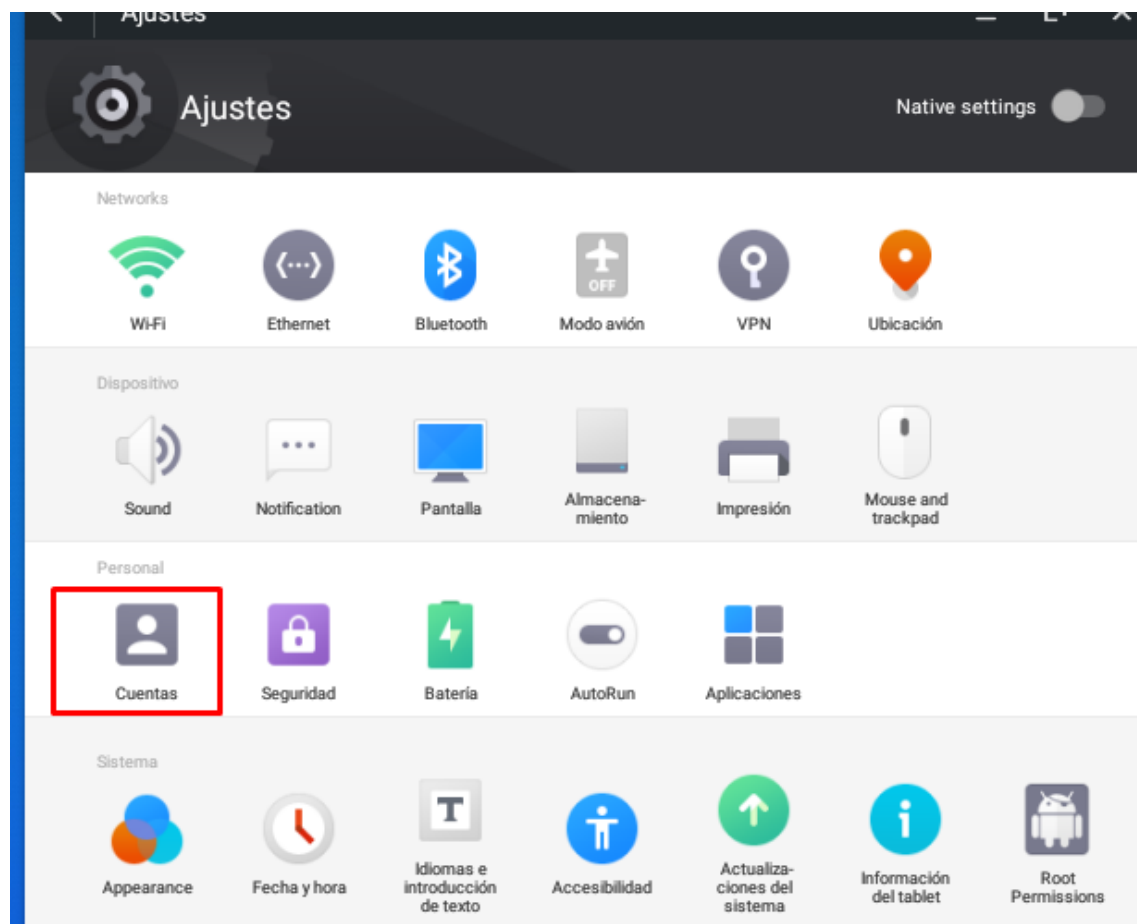 Ajustes
Ajustes
Native settings
Networks
Wi-Fi
Ethernet
Bluetooth
OFF
Modo avión
VPN
Ubicación
Dispositivo
Sound
Notification
Pantalla
Almacena-
miento
Impresión
Mouse and
trackpad
Personal
Cuentas
Seguridad
Batería
AutoRun
Aplicaciones
Sistema
Appearance
Fecha y hora
T
Idiomas e
introducción
de texto
Accesibilidad
Actualiza-
ciones del
sistema
Información
del tablet
Root
Permissions